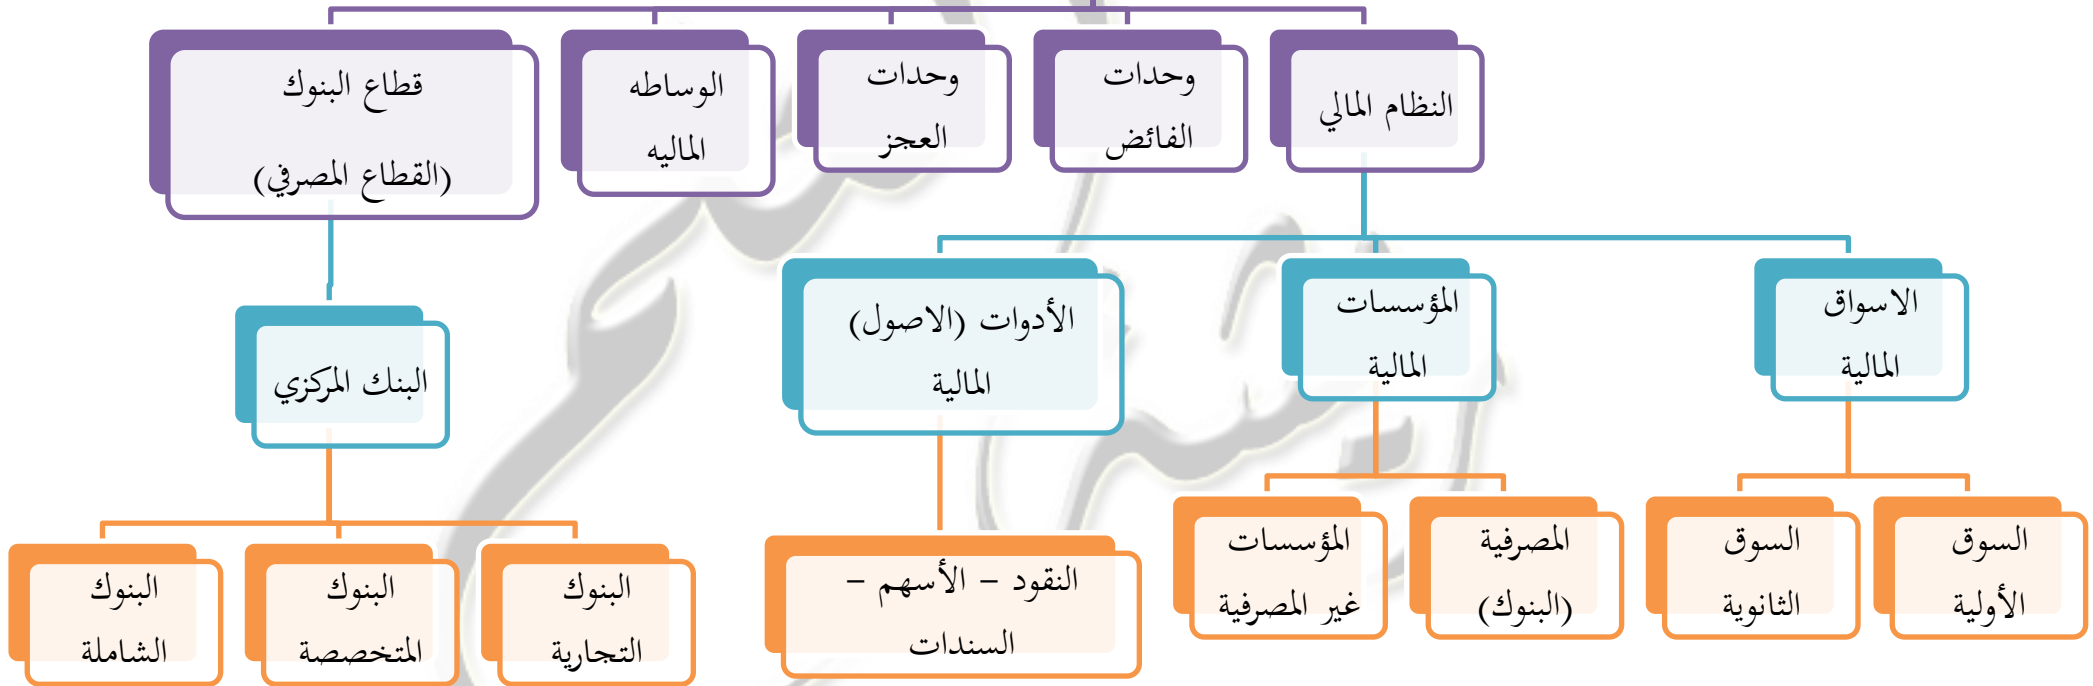 النظام المالي
وحدات
الفائض
وحدات
العجز
الوساطه
الماليه
قطاع البنوك
(القطاع المصرفي)
الاسواق
المالية
المؤسسات
المالية
الأدوات (الاصول)
المالية
البنك المركزي
السوق
الأولية
السوق
الثانوية
المصرفية
(البنوك)
المؤسسات
غير المصرفية
النقود – الأسهم –
السندات
البنوك
التجارية
البنوك
المتخصصة
البنوك
الشاملة